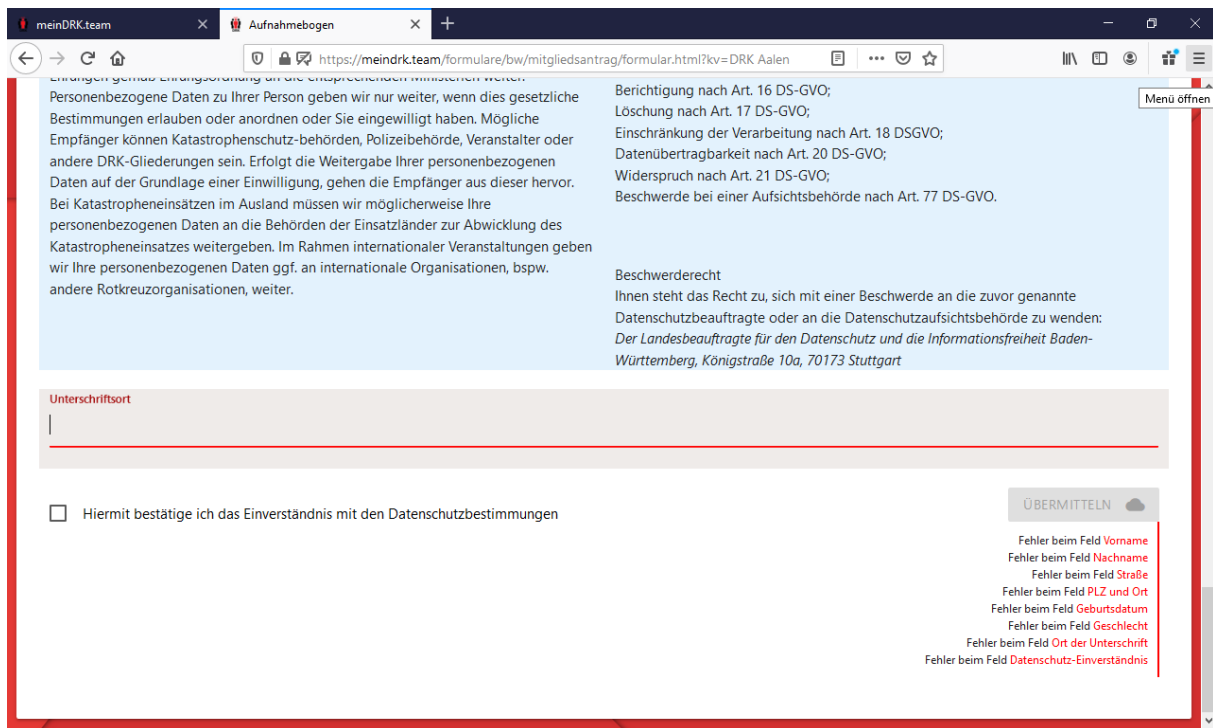 meinDRK.team
Aufnahmebogen
https://meindrk.team/formulare/bw/mitgliedsantrag/formular.html?kv=DRK Aalen
Menü öffnen
Ehrungen gemäß Ehrungsordnung an die entsprechenden Ministerien weiter.
Personenbezogene Daten zu Ihrer Person geben wir nur weiter, wenn dies gesetzliche
Bestimmungen erlauben oder anordnen oder Sie eingewilligt haben. Mögliche
Empfänger können Katastrophenschutz-behörden, Polizeibehörde, Veranstalter oder
andere DRK-Gliederungen sein. Erfolgt die Weitergabe Ihrer personenbezogenen
Daten auf der Grundlage einer Einwilligung, gehen die Empfänger aus dieser hervor.
Bei Katastropheneinsätzen im Ausland müssen wir möglicherweise Ihre
personenbezogenen Daten an die Behörden der Einsatzländer zur Abwicklung des
Katastropheneinsatzes weitergeben. Im Rahmen internationaler Veranstaltungen geben
wir Ihre personenbezogenen Daten ggf. an internationale Organisationen, bspw.
andere Rotkreuzorganisationen, weiter.
Berichtigung nach Art. 16 DS-GVO;
Löschung nach Art. 17 DS-GVO;
Einschränkung der Verarbeitung nach Art. 18 DSGVO;
Datenübertragbarkeit nach Art. 20 DS-GVO;
Widerspruch nach Art. 21 DS-GVO;
Beschwerde bei einer Aufsichtsbehörde nach Art. 77 DS-GVO.
Beschwerderecht
Ihnen steht das Recht zu, sich mit einer Beschwerde an die zuvor genannte
Datenschutzbeauftragte oder an die Datenschutzaufsichtsbehörde zu wenden:
Der Landesbeauftragte für den Datenschutz und die Informationsfreiheit Baden-
Württemberg, Königstraße 10a, 70173 Stuttgart
Unterschriftsort
Hiermit bestätige ich das Einverständnis mit den Datenschutzbestimmungen
ÜBERMITTELN
Fehler beim Feld Vorname
Fehler beim Feld Nachname
Fehler beim Feld Straße
Fehler beim Feld PLZ und Ort
Fehler beim Feld Geburtsdatum
Fehler beim Feld Geschlecht
Fehler beim Feld Ort der Unterschrift
Fehler beim Feld Datenschutz-Einverständnis